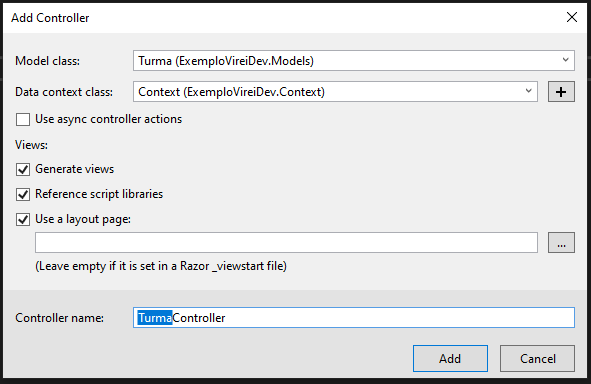 Add Controller
Model class: Turma (ExemploVireiDev.Models)
Data context class: Context (ExemploVireiDev.Context) +
Use async controller actions
Views:
Generate views
Reference script libraries
Use a layout page:
...
(Leave empty if it is set in a Razor _viewstart file)
Controller name: TurmaController
Add Cancel